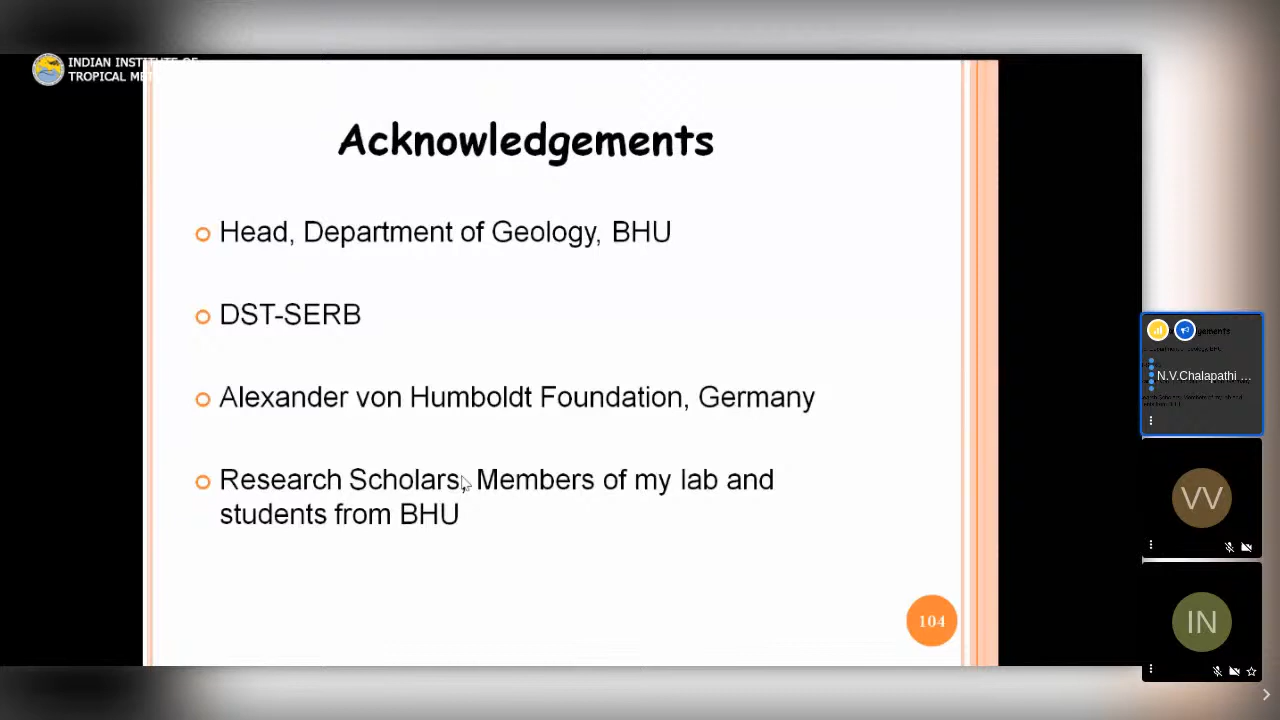 INDIAN INSTITUTE OF
TROPICAL ME
Acknowledgements
Head, Department of Geology, BHU
DST-SERB
Alexander von Humboldt Foundation, Germany
Research Scholars, Members of my lab and
students from BHU
104
N.V.Chalapathi ...
VV
IN